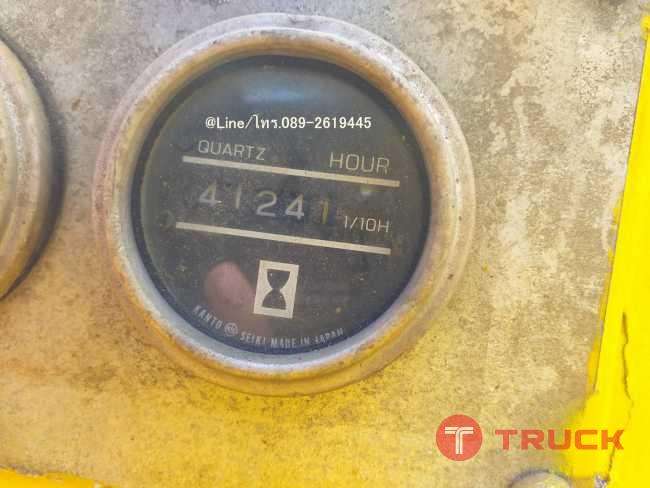 @Line/โทร.089-2619445
QUARTZ HOUR
41241 1/10H
KANTO SEIKI MADE IN JAPAN
TRUCK